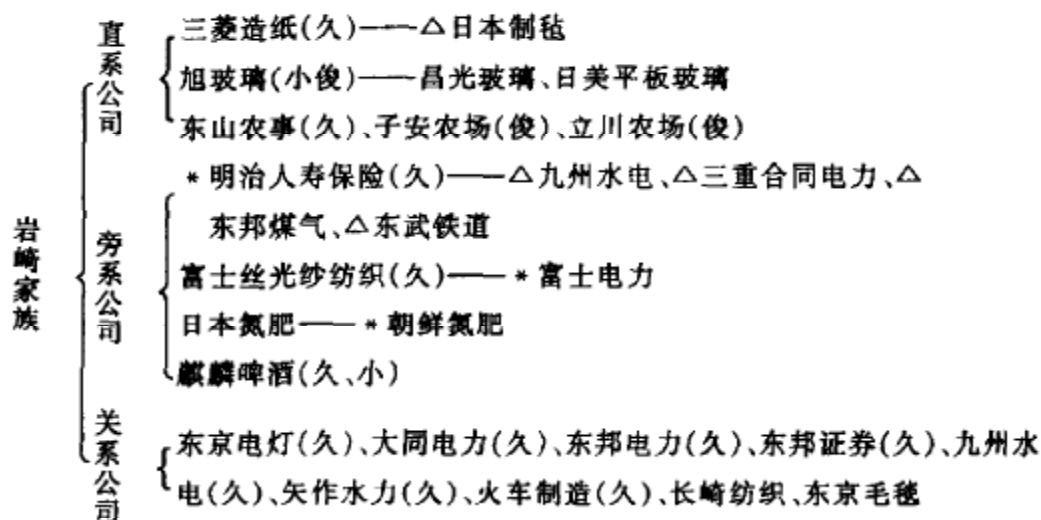 岩崎家族
直系公司
三菱造纸(久)——△日本制毡
旭玻璃(小俊)——昌光玻璃、日美平板玻璃
东山农事(久)、子安农场(俊)、立川农场(俊)
旁系公司
*明治人寿保险(久)——△九州水电、△三重合同电力、△
东邦煤气、△东武铁道
富士丝光纱纺织(久)——*富士电力
日本氮肥——*朝鲜氮肥
麒麟啤酒(久、小)
关系公司
东京电灯(久)、大同电力(久)、东邦电力(久)、东邦证券(久)、九州水
电(久)、矢作水力(久)、火车制造(久)、长崎纺织、东京毛毯